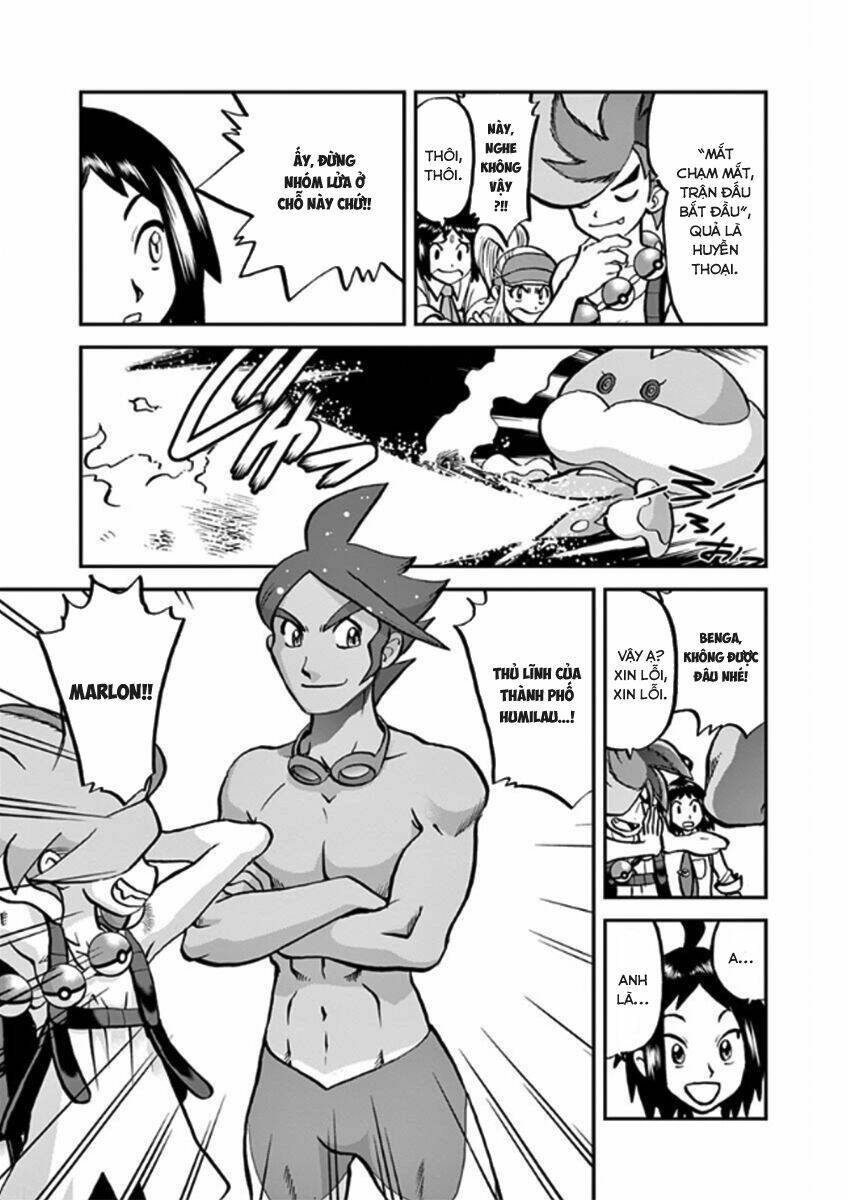 "MẮT
CHẠM MẮT,
TRẬN ĐẤU
BẮT ĐẦU",
QUẢ LÀ
HUYỀN
THOẠI.
NÀY,
NGHE
KHÔNG
VẬY
?!!
THÔI,
THÔI.
ẤY, ĐỪNG
NHÓM LỬA Ở
CHỖ NÀY CHỨ!!
BENGA,
KHÔNG ĐƯỢC
ĐÂU NHÉ!
VẬY Ạ?
XIN LỖI,
XIN LỖI.
A...
ANH
LÃ...
THỦ LĨNH CỦA
THÀNH PHỐ
HUMILAU...!
MARLON!!